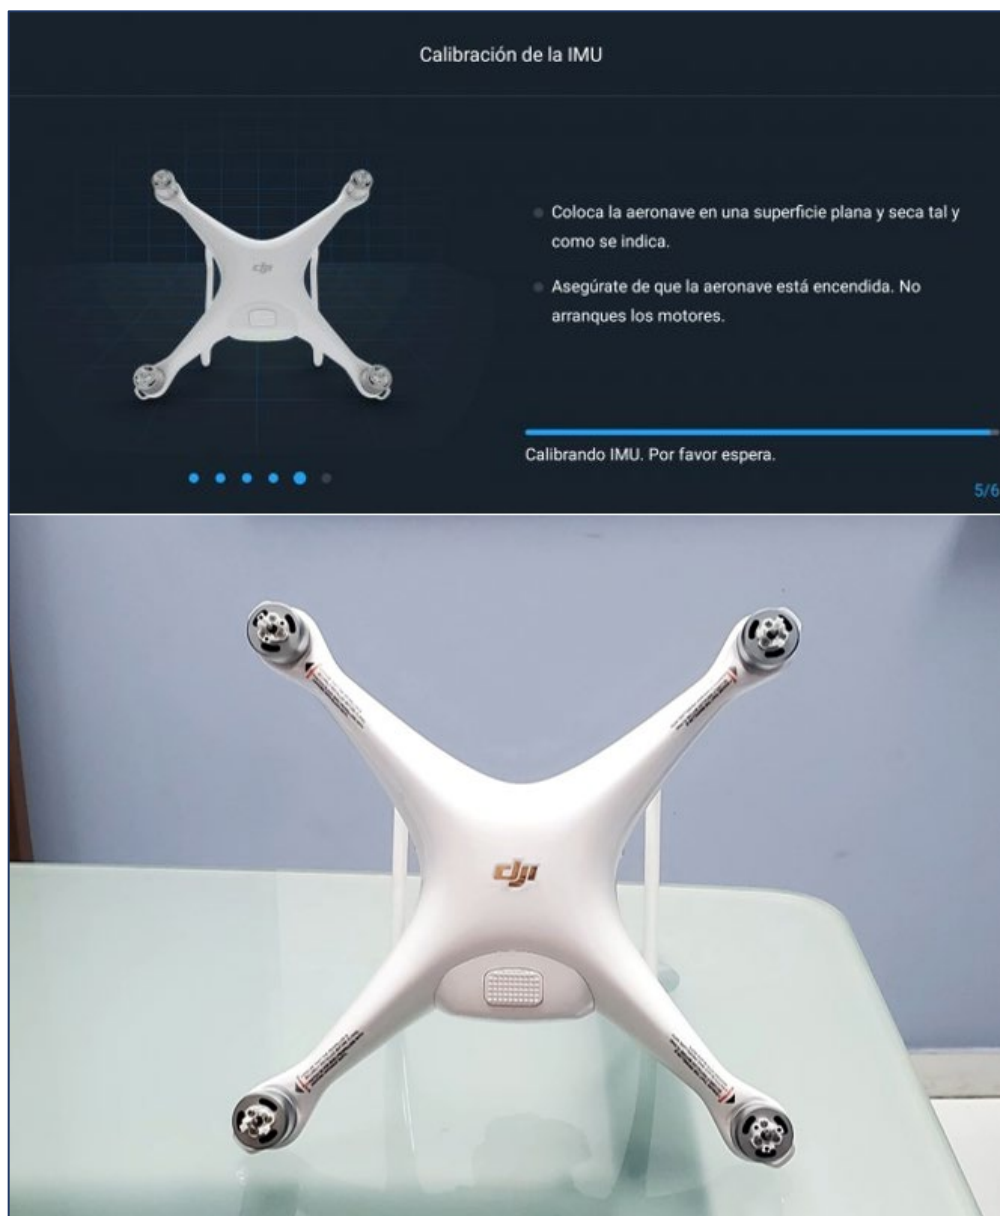 Calibración de la IMU
dji
Coloca la aeronave en una superficie plana y seca tal y
como se indica.
Asegúrate de que la aeronave está encendida. No
arranques los motores.
Calibrando IMU. Por favor espera.
5/6
dji